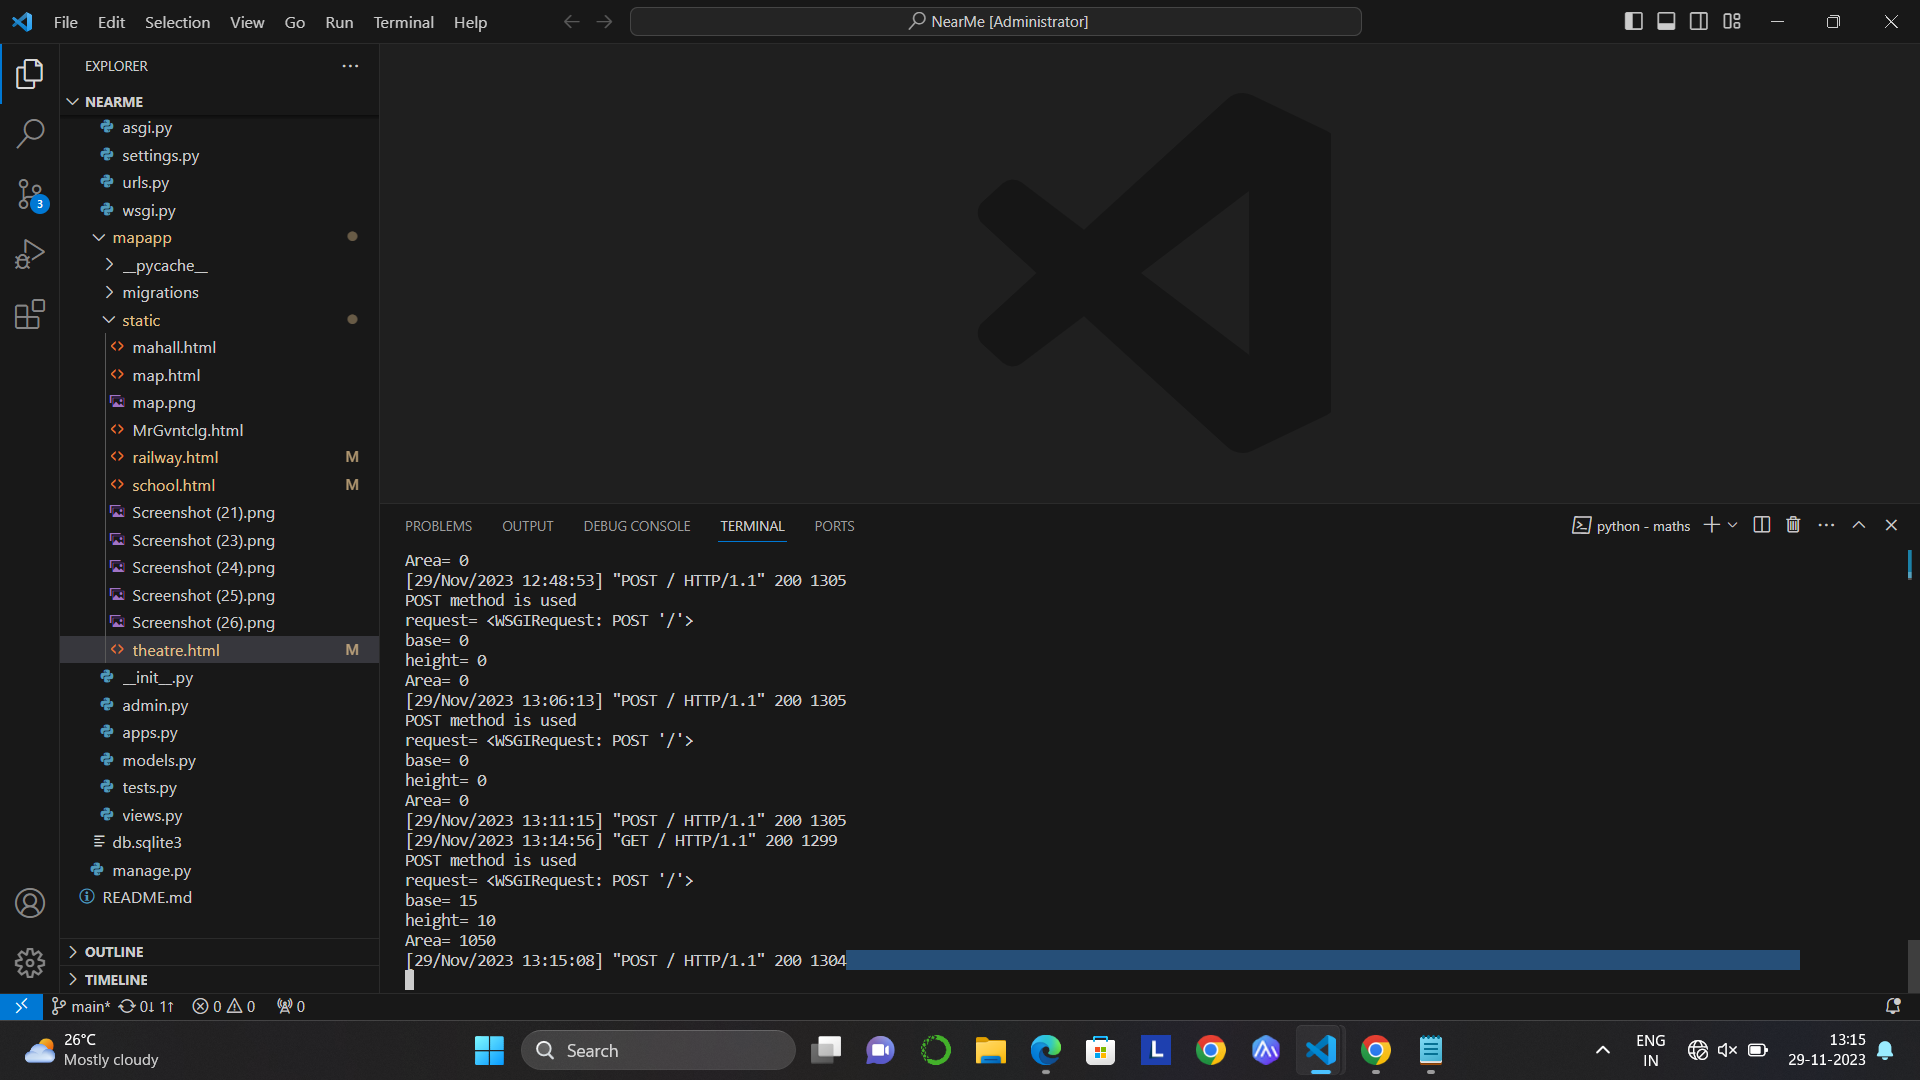 File Edit Selection View Go Run Terminal Help
NearMe [Administrator]
EXPLORER
NEARME
asgi.py
settings.py
urls.py
wsgi.py
mapapp
__pycache__
migrations
static
mahall.html
map.html
map.png
MrGvntclg.html
railway.html M
school.html M
Screenshot (21).png
Screenshot (23).png
Screenshot (24).png
Screenshot (25).png
Screenshot (26).png
theatre.html M
__init__.py
admin.py
apps.py
models.py
tests.py
views.py
db.sqlite3
manage.py
README.md
OUTLINE
TIMELINE
3
PROBLEMS OUTPUT DEBUG CONSOLE TERMINAL PORTS
python - maths
Area= 0
[29/Nov/2023 12:48:53] "POST / HTTP/1.1" 200 1305
POST method is used
request= <WSGIRequest: POST '/'>
base= 0
height= 0
Area= 0
[29/Nov/2023 13:06:13] "POST / HTTP/1.1" 200 1305
POST method is used
request= <WSGIRequest: POST '/'>
base= 0
height= 0
Area= 0
[29/Nov/2023 13:11:15] "POST / HTTP/1.1" 200 1305
[29/Nov/2023 13:14:56] "GET / HTTP/1.1" 200 1299
POST method is used
request= <WSGIRequest: POST '/'>
base= 15
height= 10
Area= 1050
[29/Nov/2023 13:15:08] "POST / HTTP/1.1" 200 1304
main* 0↓ 1↑ 0 0 0
26°C
Mostly cloudy
Search
L
ENG
IN
13:15
29-11-2023